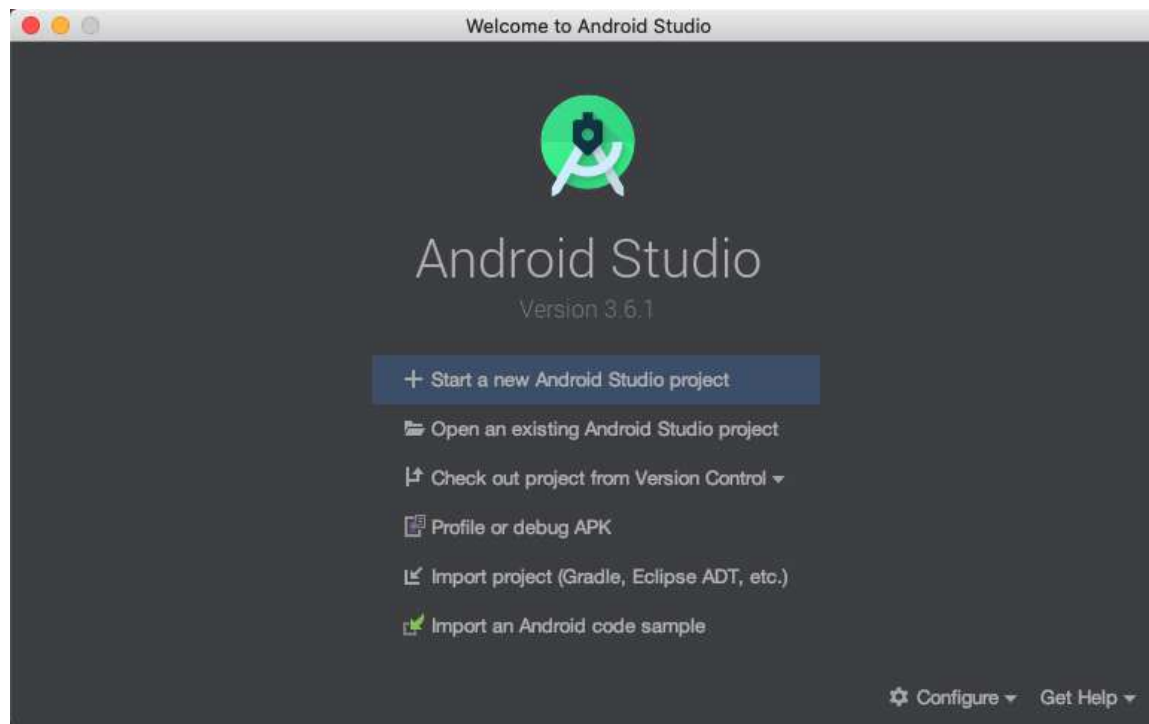 Welcome to Android Studio
Android Studio
Version 3.6.1
Start a new Android Studio project
Open an existing Android Studio project
Check out project from Version Control
Profile or debug APK
Import project (Gradle, Eclipse ADT, etc.)
Import an Android code sample
Configure Get Help